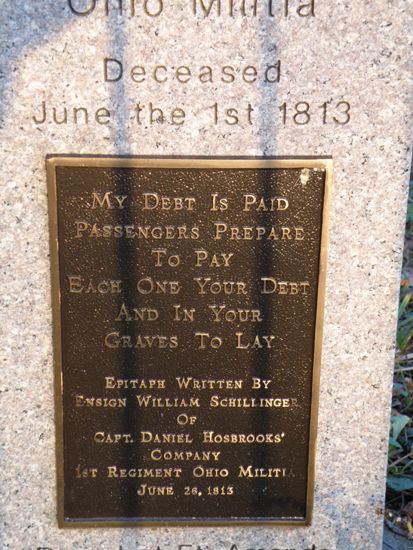 Ohio Militia
Deceased
June the 1st 1813
My Debt Is Paid
Passengers Prepare
To Pay
Each One Your Debt
And In Your
Graves To Lay
Epitaph Written By
Ensign William Schillinger
Of
Capt. Daniel Hosbrooks'
Company
1st Regiment Ohio Militia
June 26, 1813